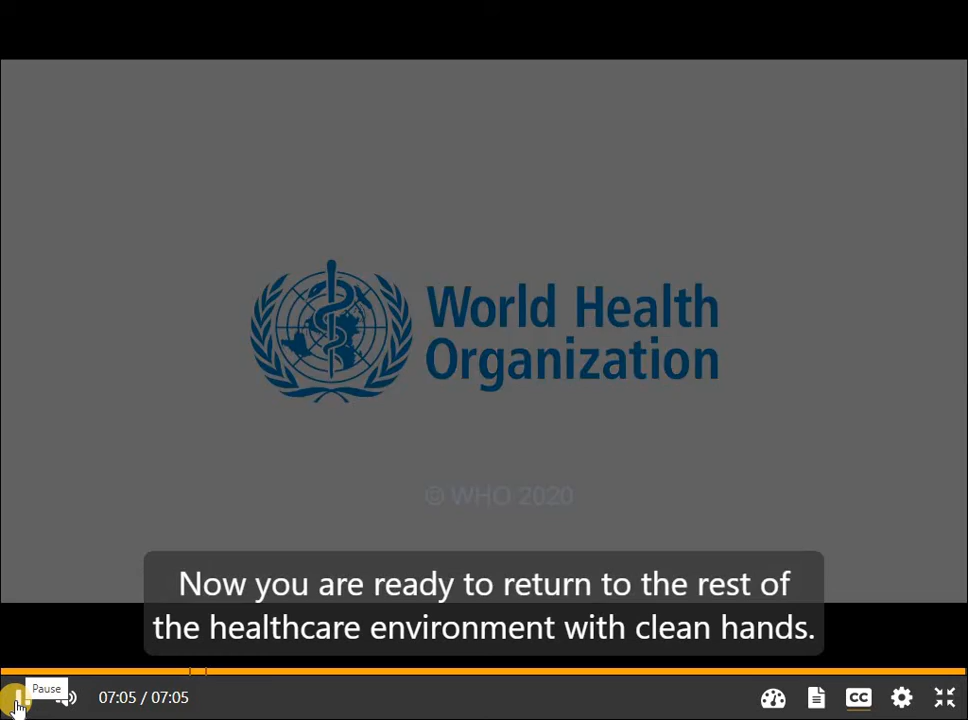 World Health
Organization
© WHO 2020
Now you are ready to return to the rest of
the healthcare environment with clean hands.
Pause
07:05 / 07:05
CC